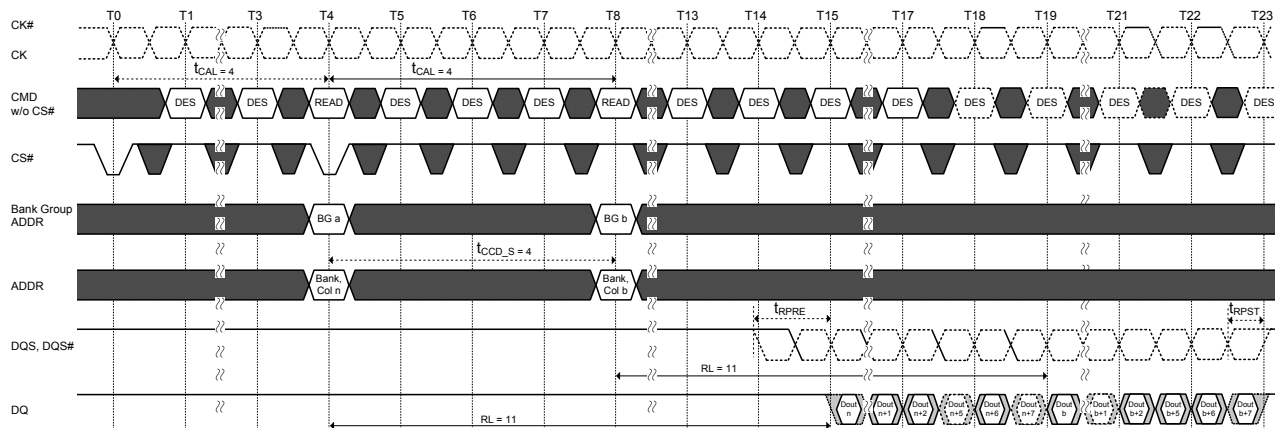 CK#
CK
T0 T1 T3 T4 T5 T6 T7 T8 T13 T14 T15 T17 T18 T19 T21 T22 T23
tCAL = 4 tCAL = 4
CMD
w/o CS#
DES DES READ DES DES DES READ DES DES DES DES DES DES DES DES DES
CS#
Bank Group
ADDR
BG a BG b
tCCD_S = 4
ADDR
Bank,
Col n
Bank,
Col b
tRPRE tRPST
DQS, DQS#
RL = 11
DQ
RL = 11
Dout
n
Dout
n+1
Dout
n+2
Dout
n+5
Dout
n+6
Dout
n+7
Dout
b
Dout
b+1
Dout
b+2
Dout
b+5
Dout
b+6
Dout
b+7